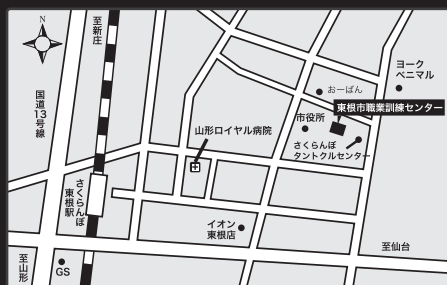 N
至新庄
国道13号線
さくらんぼ
東根駅
至山形
GS
山形ロイヤル病院
イオン
東根店
おーばん
ヨーク
ベニマル
東根市職業訓練センター
市役所
さくらんぼ
タントクルセンター
至仙台